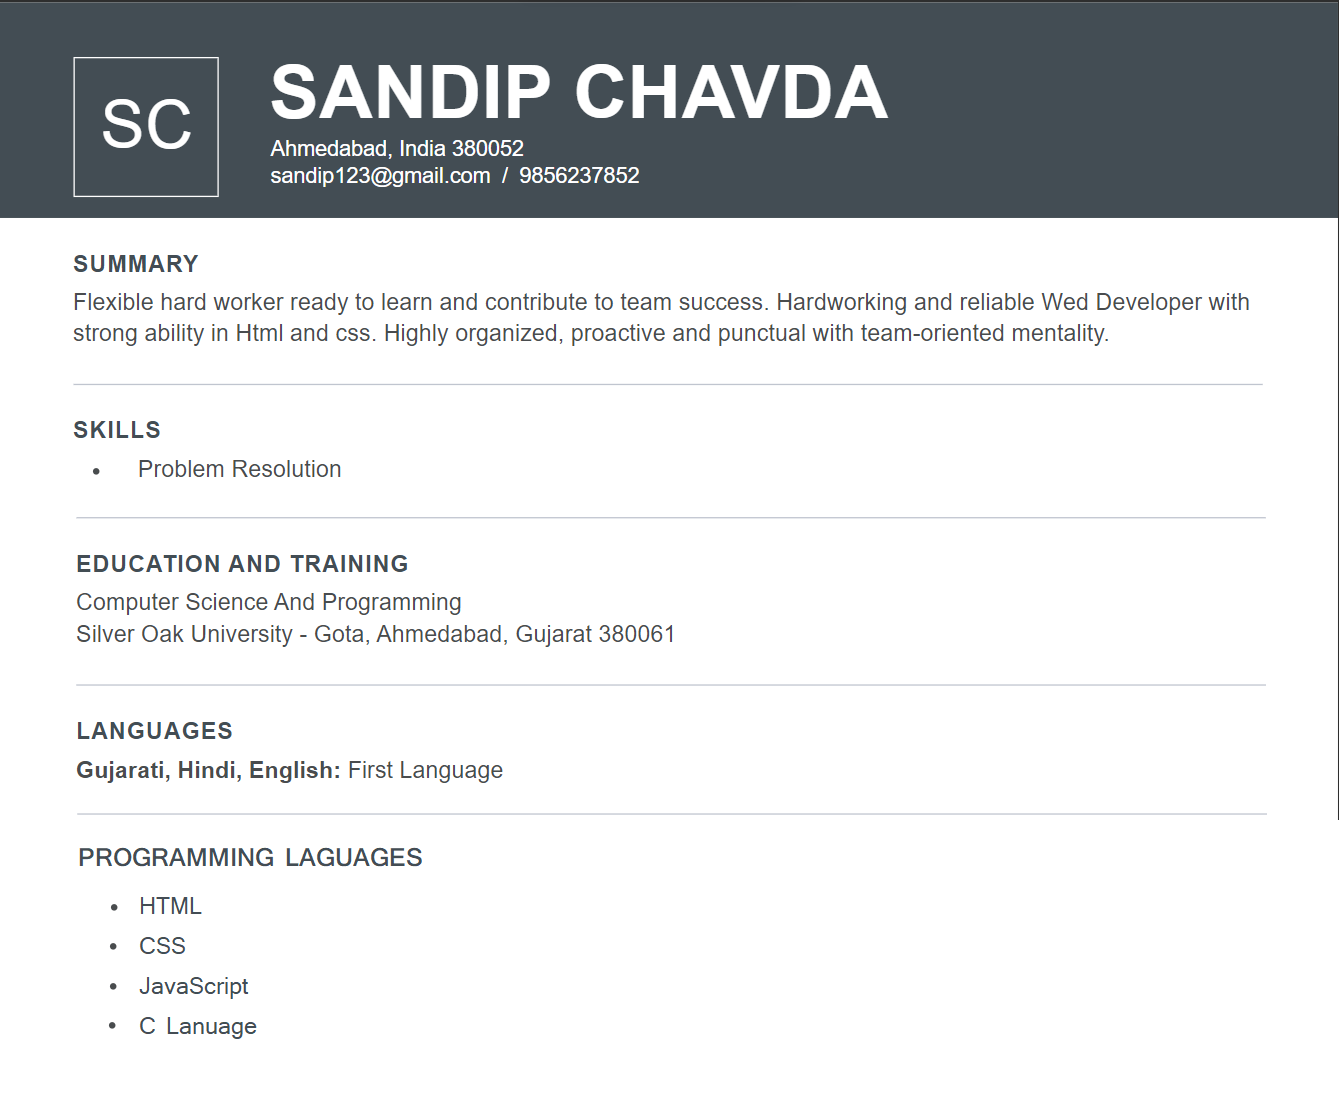 SC
SANDIP CHAVDA
Ahmedabad, India 380052
sandip123@gmail.com / 9856237852
SUMMARY
Flexible hard worker ready to learn and contribute to team success. Hardworking and reliable Wed Developer with
strong ability in Html and css. Highly organized, proactive and punctual with team-oriented mentality.
SKILLS
• Problem Resolution
EDUCATION AND TRAINING
Computer Science And Programming
Silver Oak University - Gota, Ahmedabad, Gujarat 380061
LANGUAGES
Gujarati, Hindi, English: First Language
PROGRAMMING LAGUAGES
• HTML
• CSS
• JavaScript
• C Lanuage